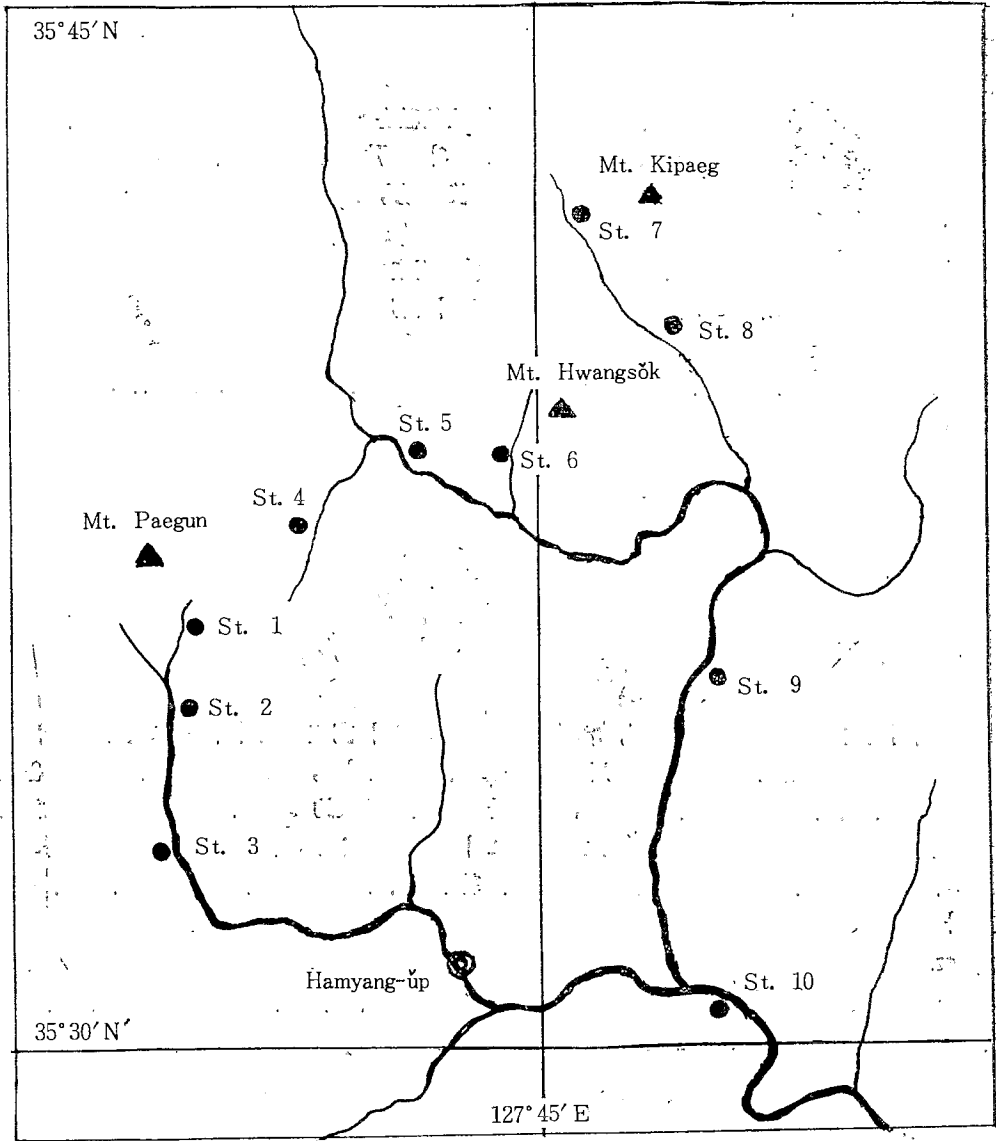 35°45′N
Mt. Kipaeg
St. 7
St. 8
Mt. Hwangsŏk
St. 5
St. 6
St. 4
Mt. Paegun
St. 1
St. 2
St. 9
St. 3
Hamyang-ŭp
St. 10
35°30′N
127°45′E